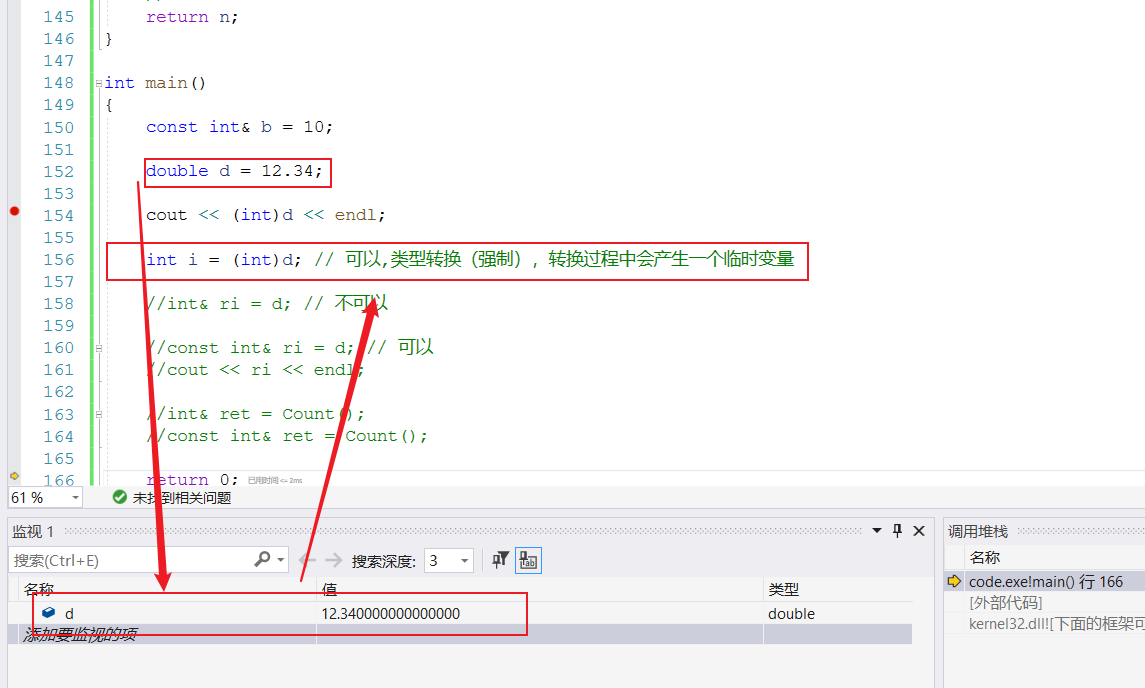 145 return n;
146 }
147
148 int main()
149 {
150 const int& b = 10;
151
152 double d = 12.34;
153
154 cout << (int)d << endl;
155
156 int i = (int)d; // 可以,类型转换（强制）, 转换过程中会产生一个临时变量
157
158 //int& ri = d; // 不可以
159
160 //const int& ri = d; // 可以
161 //cout << ri << endl;
162
163 //int& ret = Count();
164 //const int& ret = Count();
165
166 return 0; 已用时间 <= 2ms
61 % 未找到相关问题
监视 1
搜索(Ctrl+E) 搜索深度: 3
名称 值 类型
d 12.340000000000000 double
添加要监视的项
调用堆栈
名称
code.exe!main() 行 166
[外部代码]
kernel32.dll![下面的框架可